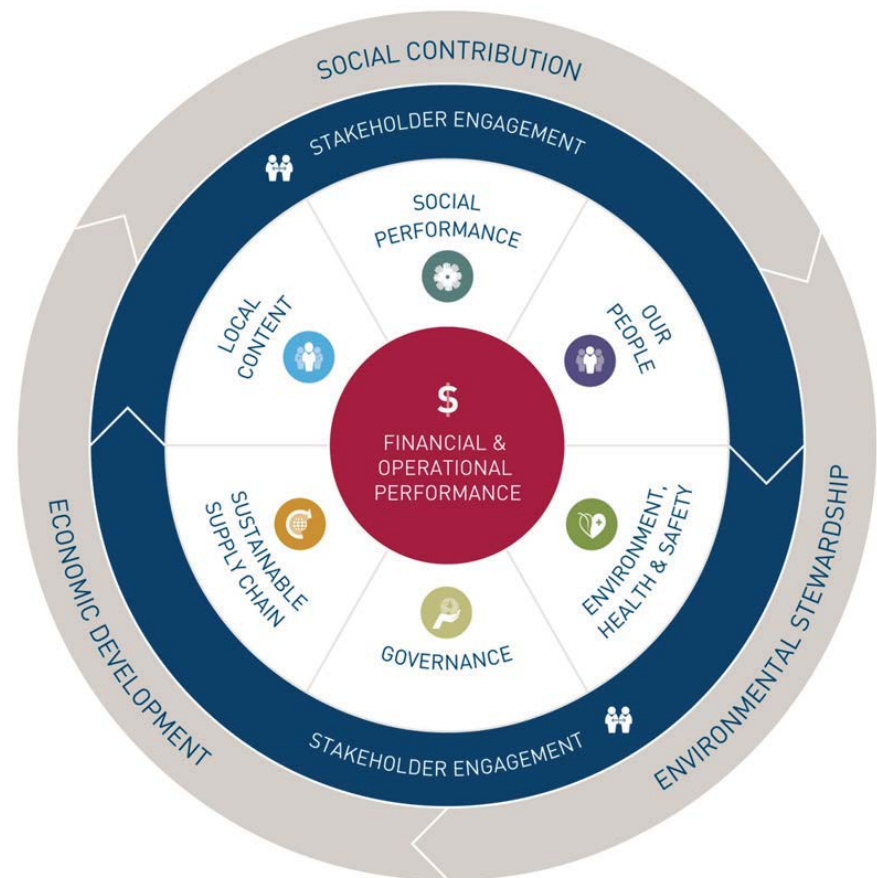 SOCIAL CONTRIBUTION
STAKEHOLDER ENGAGEMENT
SOCIAL
PERFORMANCE
OUR
PEOPLE
LOCAL
CONTENT
$
FINANCIAL &
OPERATIONAL
PERFORMANCE
ENVIRONMENT,
HEALTH & SAFETY
SUSTAINABLE
SUPPLY CHAIN
GOVERNANCE
STAKEHOLDER ENGAGEMENT
ENVIRONMENTAL STEWARDSHIP
ECONOMIC DEVELOPMENT